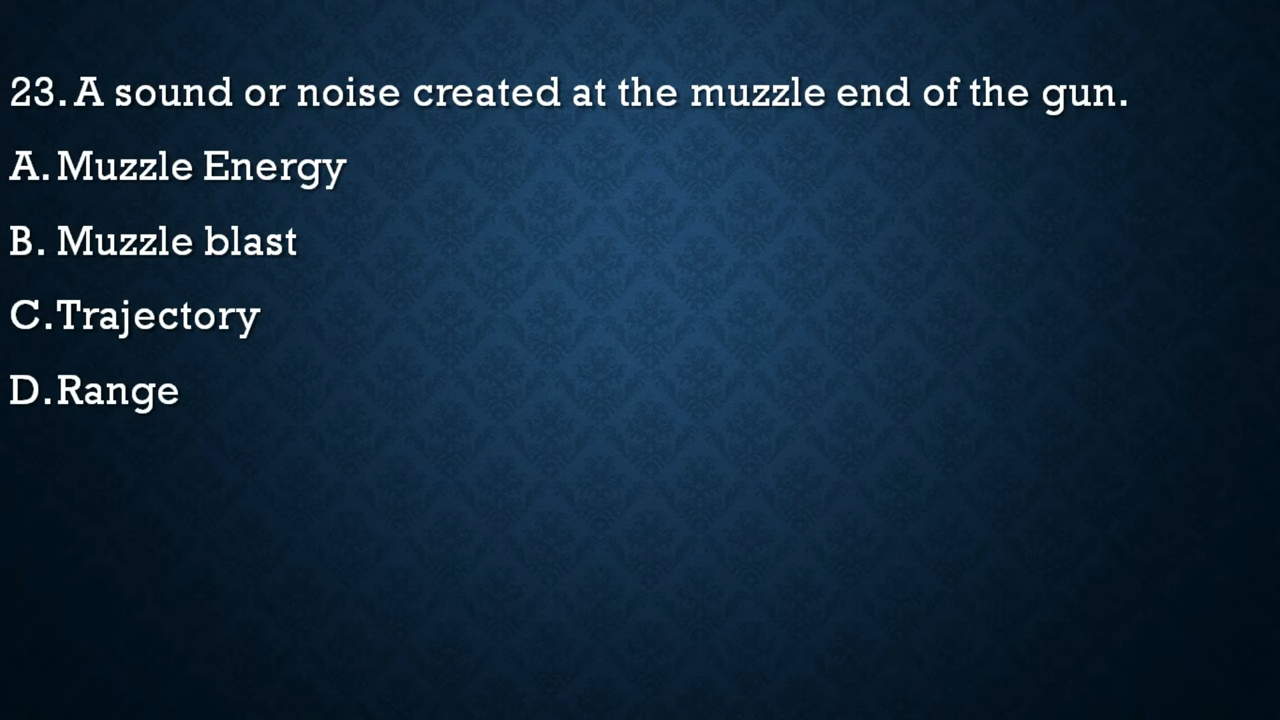 23. A sound or noise created at the muzzle end of the gun.
A. Muzzle Energy
B. Muzzle blast
C. Trajectory
D. Range